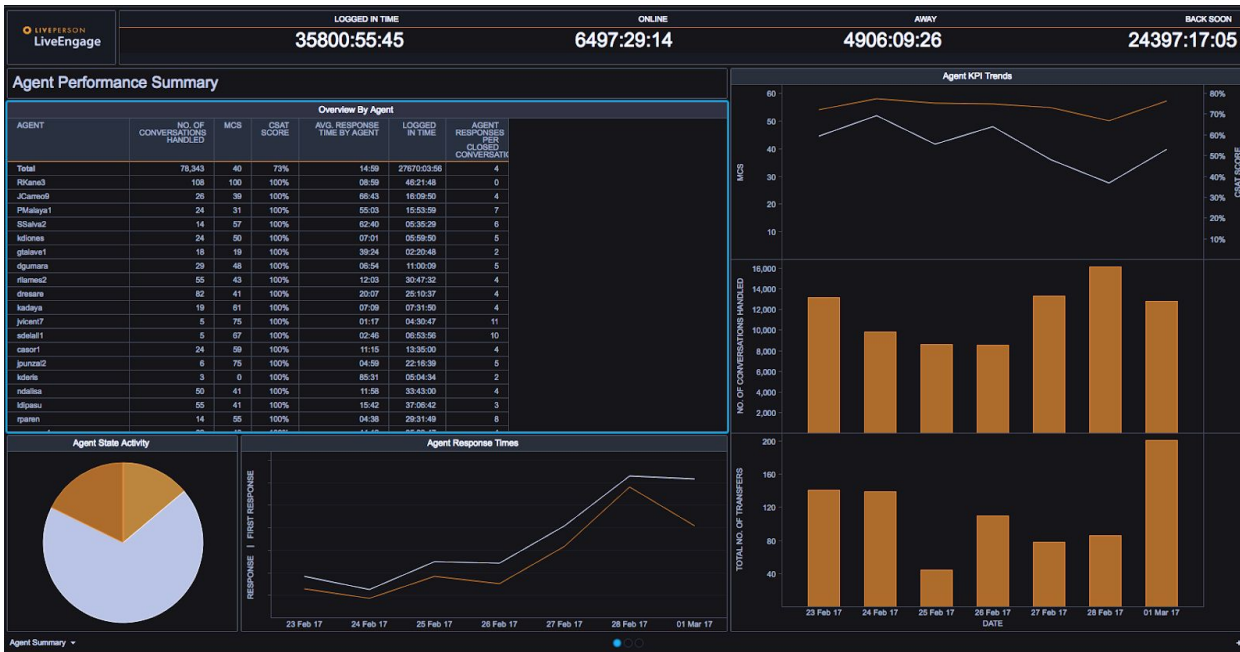 LIVEPERSON
LiveEngage
LOGGED IN TIME ONLINE AWAY BACK SOON
35800:55:45 6497:29:14 4906:09:26 24397:17:05
Agent Performance Summary
Overview By Agent
AGENT NO. OF CONVERSATIONS HANDLED MCS CSAT SCORE AVG. RESPONSE TIME BY AGENT LOGGED IN TIME AGENT RESPONSES PER CLOSED
Total 78,343 40 73% 14:59 27670:03:56 4
RKane3 108 100 100% 08:59 46:21:48 0
JCarreo9 26 39 100% 66:43 16:09:50 4
PMalaya1 24 31 100% 55:03 15:53:59 7
SSalva2 14 57 100% 62:40 05:35:29 6
kdiones 24 50 100% 07:01 05:59:50 5
gtalave1 18 19 100% 39:24 02:20:48 2
dgumara 29 48 100% 06:54 11:00:09 5
rllames2 55 43 100% 12:03 30:47:32 4
dresare 82 41 100% 20:07 25:10:37 4
kadaya 19 61 100% 07:09 07:31:50 4
jvicent7 5 75 100% 01:17 04:30:47 11
sdelall1 5 67 100% 02:46 06:53:56 10
casor1 24 59 100% 11:15 13:35:00 4
jpunzal2 6 75 100% 04:59 22:16:39 5
kderis 3 0 100% 85:31 05:04:34 2
ndalisa 50 41 100% 11:58 33:43:00 4
ldipasu 55 41 100% 15:42 37:06:42 3
rparen 14 55 100% 04:38 29:31:49 8
Agent KPI Trends
MCS
60
50
40
30
20
10
80%
70%
60%
50%
40%
30%
20%
10%
CSAT SCORE
NO. OF CONVERSATIONS HANDLED
16,000
14,000
12,000
10,000
8,000
6,000
4,000
2,000
TOTAL NO. OF TRANSFERS
200
160
120
80
40
23 Feb 17 24 Feb 17 25 Feb 17 26 Feb 17 27 Feb 17 28 Feb 17 01 Mar 17
DATE
Agent State Activity
Agent Response Times
RESPONSE | FIRST RESPONSE
23 Feb 17 24 Feb 17 25 Feb 17 26 Feb 17 27 Feb 17 28 Feb 17 01 Mar 17
Agent Summary